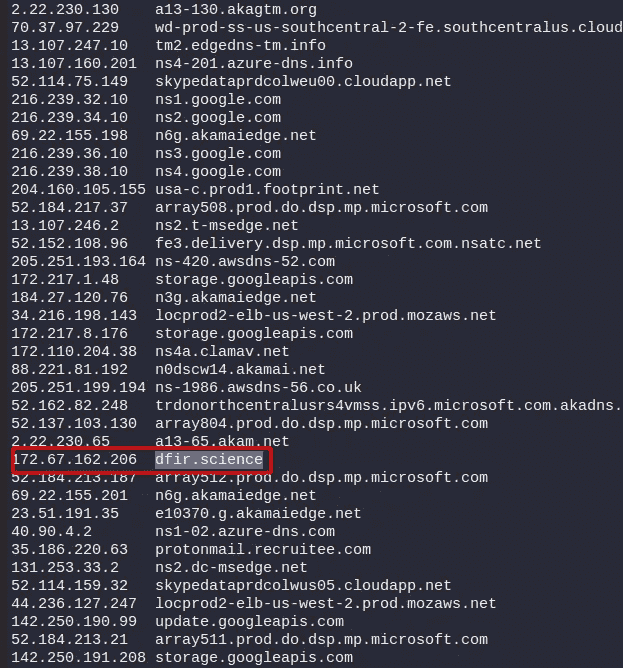 2.22.230.130 a13-130.akagtm.org
70.37.97.229 wd-prod-ss-us-southcentral-2-fe.southcentralus.cloud
13.107.247.10 tm2.edgedns-tm.info
13.107.160.201 ns4-201.azure-dns.info
52.114.75.149 skypedataprdcolweu00.cloudapp.net
216.239.32.10 ns1.google.com
216.239.34.10 ns2.google.com
69.22.155.198 n6g.akamaiedge.net
216.239.36.10 ns3.google.com
216.239.38.10 ns4.google.com
204.160.105.155 usa-c.prod1.footprint.net
52.184.217.37 array508.prod.do.dsp.mp.microsoft.com
13.107.246.2 ns2.t-msedge.net
52.152.108.96 fe3.delivery.dsp.mp.microsoft.com.nsatc.net
205.251.193.164 ns-420.awsdns-52.com
172.217.1.48 storage.googleapis.com
184.27.120.76 n3g.akamaiedge.net
34.216.198.143 locprod2-elb-us-west-2.prod.mozaws.net
172.217.8.176 storage.googleapis.com
172.110.204.38 ns4a.clamav.net
88.221.81.192 n0dscw14.akamai.net
205.251.199.194 ns-1986.awsdns-56.co.uk
52.162.82.248 trdonorthcentralusrs4vmss.ipv6.microsoft.com.akadns.
52.137.103.130 array804.prod.do.dsp.mp.microsoft.com
2.22.230.65 a13-65.akam.net
172.67.162.206 dfir.science
52.184.213.187 array512.prod.do.dsp.mp.microsoft.com
69.22.155.201 n6g.akamaiedge.net
23.51.191.35 e10370.g.akamaiedge.net
40.90.4.2 ns1-02.azure-dns.com
35.186.220.63 protonmail.recruitee.com
131.253.33.2 ns2.dc-msedge.net
52.114.159.32 skypedataprdcolwus05.cloudapp.net
44.236.127.247 locprod2-elb-us-west-2.prod.mozaws.net
142.250.190.99 update.googleapis.com
52.184.213.21 array511.prod.do.dsp.mp.microsoft.com
142.250.191.208 storage.googleapis.com